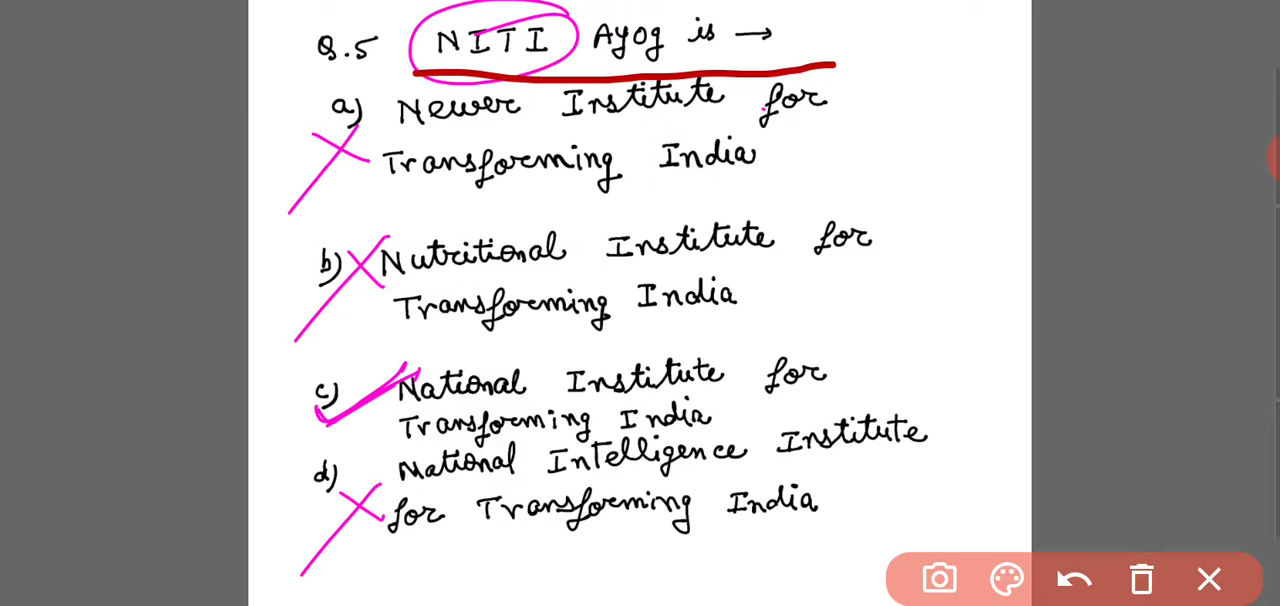 Q.5 NITI Ayog is →
a) Newer Institute for
Transforming India
b) Nutritional Institute for
Transforming India
c) National Institute for
Transforming India
d) National Intelligence Institute
for Transforming India